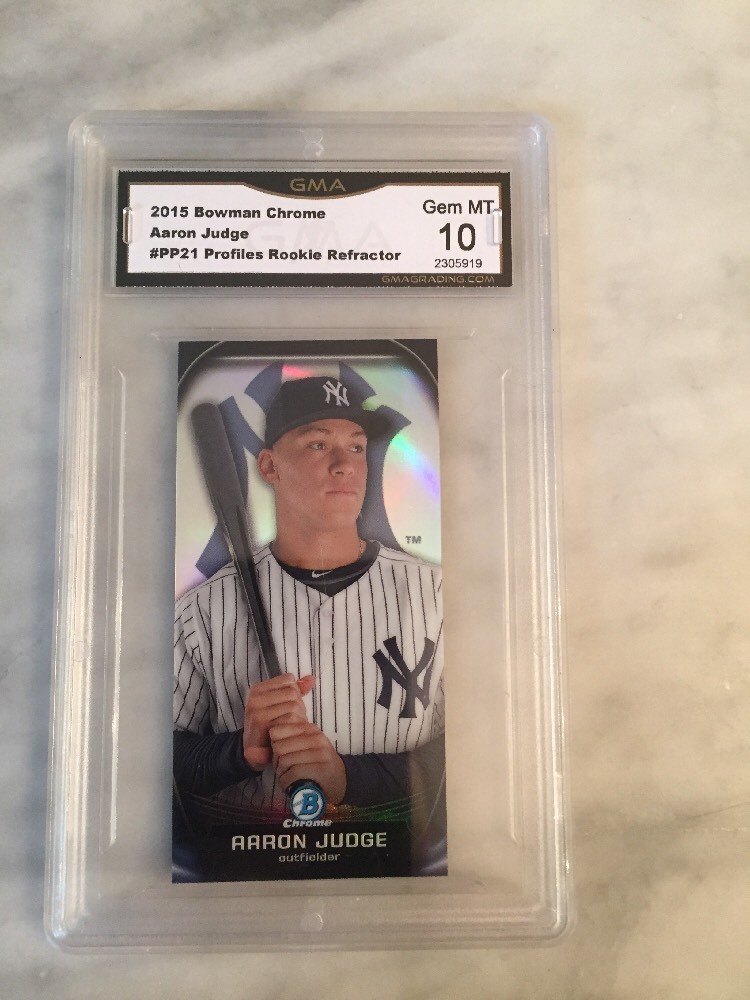 GMA
2015 Bowman Chrome
Aaron Judge
#PP21 Profiles Rookie Refractor
Gem MT
10
2305919
GMAGRADING.COM
GMA
NY
TM
NY
B
Chrome
AARON JUDGE
outfielder